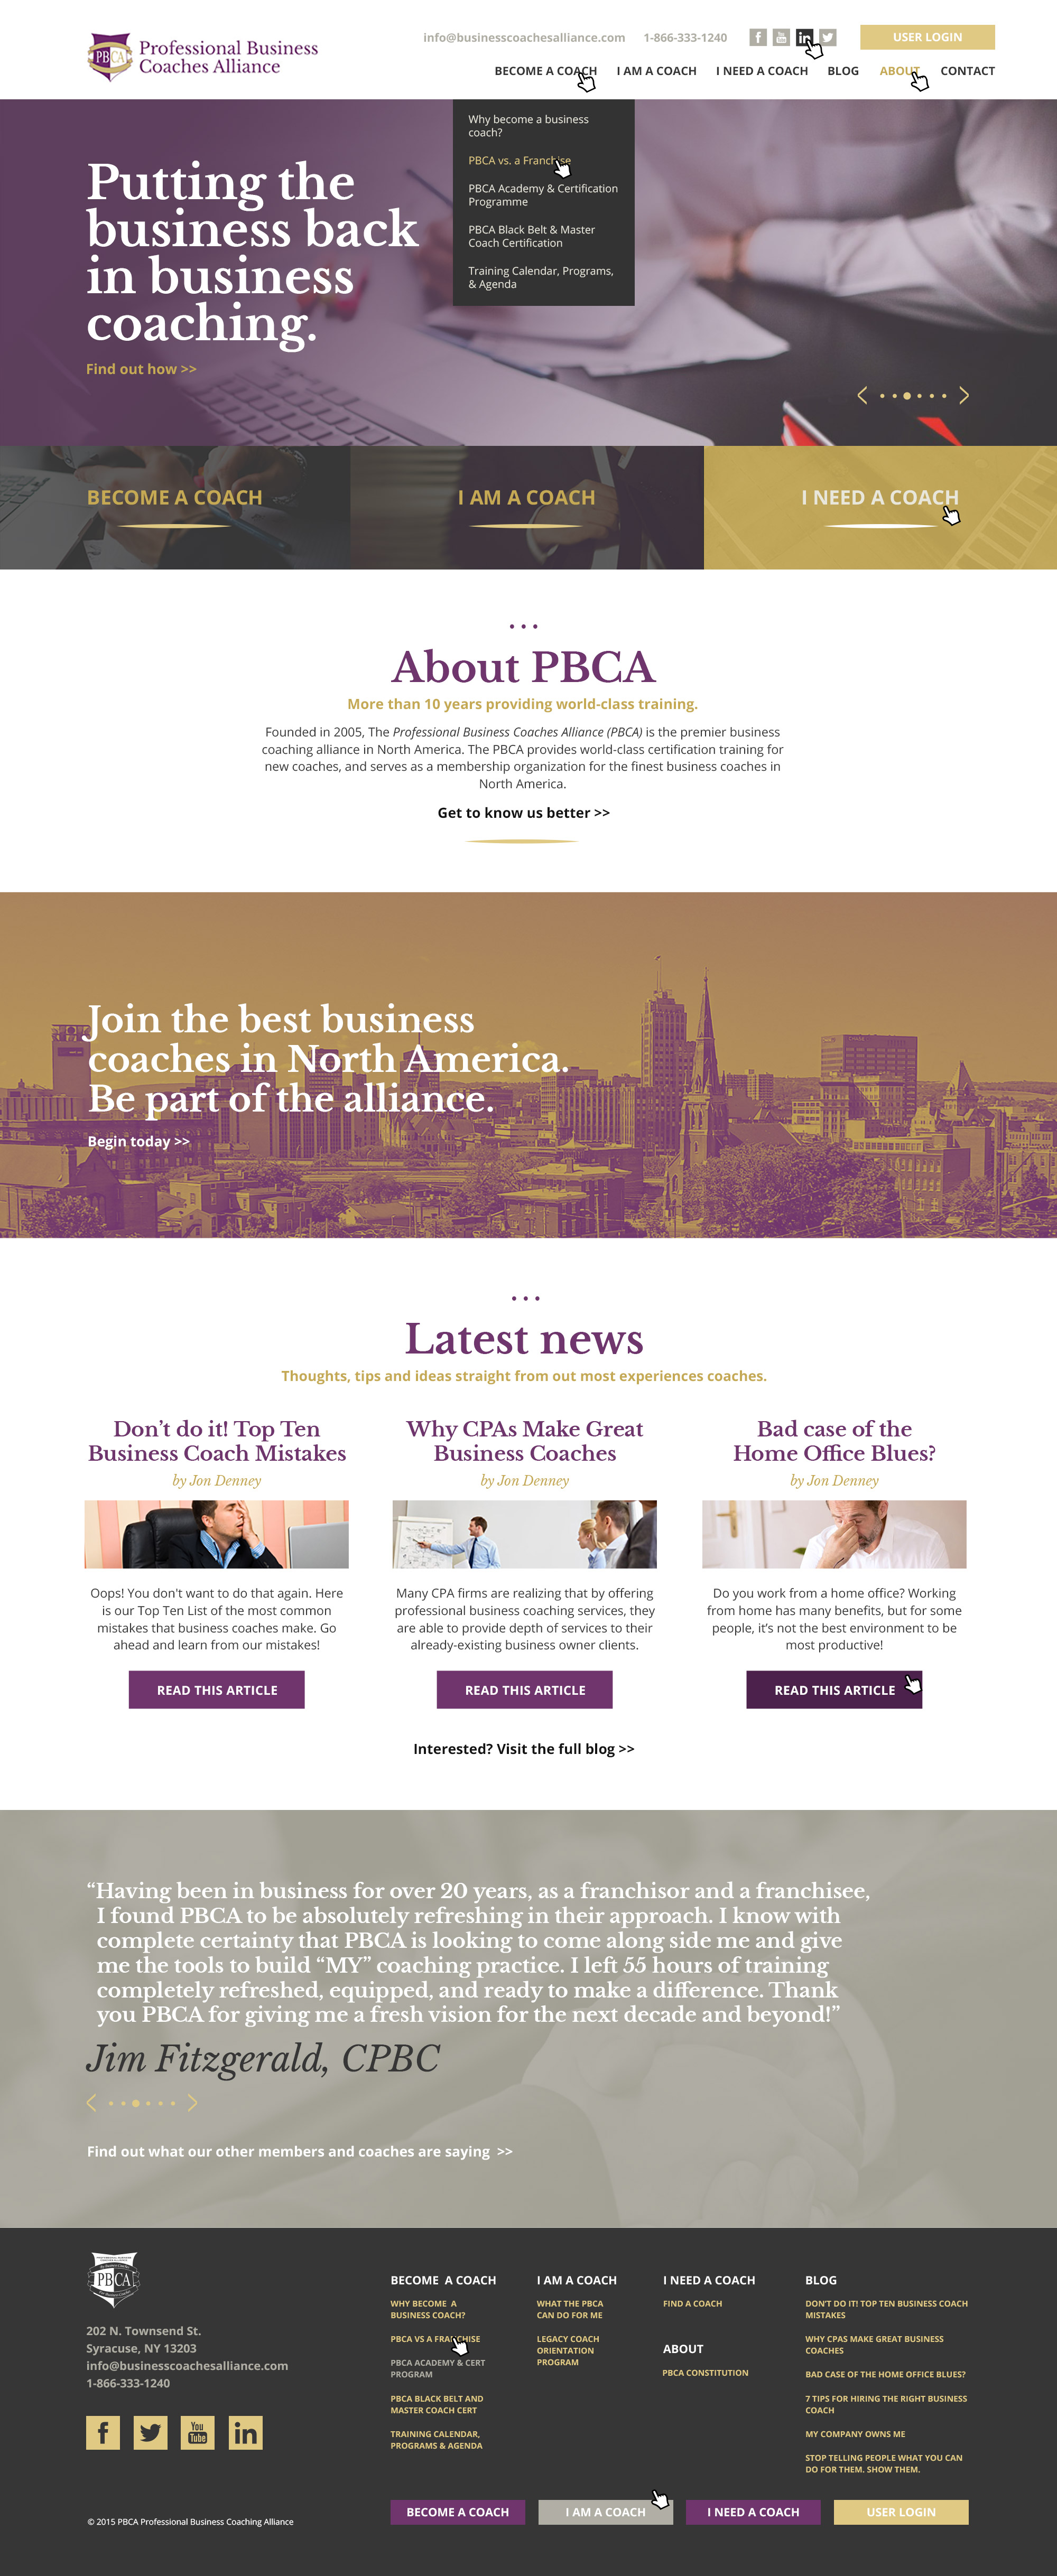 PBCA
Professional Business
Coaches Alliance
info@businesscoachesalliance.com 1-866-333-1240
You Tube
USER LOGIN
BECOME A COACH I AM A COACH I NEED A COACH BLOG ABOUT CONTACT
Why become a business
coach?
PBCA vs. a Franchise
PBCA Academy & Certification
Programme
PBCA Black Belt & Master
Coach Certification
Training Calendar, Programs,
& Agenda
Putting the
business back
in business
coaching.
Find out how >>
BECOME A COACH
I AM A COACH
I NEED A COACH
About PBCA
More than 10 years providing world-class training.
Founded in 2005, The Professional Business Coaches Alliance (PBCA) is the premier business
coaching alliance in North America. The PBCA provides world-class certification training for
new coaches, and serves as a membership organization for the finest business coaches in
North America.
Get to know us better >>
Join the best business
coaches in North America.
Be part of the alliance.
Begin today >>
Latest news
Thoughts, tips and ideas straight from out most experiences coaches.
Don’t do it! Top Ten
Business Coach Mistakes
by Jon Denney
Oops! You don't want to do that again. Here
is our Top Ten List of the most common
mistakes that business coaches make. Go
ahead and learn from our mistakes!
READ THIS ARTICLE
Why CPAs Make Great
Business Coaches
by Jon Denney
Many CPA firms are realizing that by offering
professional business coaching services, they
are able to provide depth of services to their
already-existing business owner clients.
READ THIS ARTICLE
Bad case of the
Home Office Blues?
by Jon Denney
Do you work from a home office? Working
from home has many benefits, but for some
people, it’s not the best environment to be
most productive!
READ THIS ARTICLE
Interested? Visit the full blog >>
“Having been in business for over 20 years, as a franchisor and a franchisee,
I found PBCA to be absolutely refreshing in their approach. I know with
complete certainty that PBCA is looking to come along side me and give
me the tools to build “MY” coaching practice. I left 55 hours of training
completely refreshed, equipped, and ready to make a difference. Thank
you PBCA for giving me a fresh vision for the next decade and beyond!”
Jim Fitzgerald, CPBC
Find out what our other members and coaches are saying >>
PBCA
202 N. Townsend St.
Syracuse, NY 13203
info@businesscoachesalliance.com
1-866-333-1240
You
Tube
BECOME A COACH
WHY BECOME A
BUSINESS COACH?
PBCA VS A FRANCHISE
PBCA ACADEMY & CERT
PROGRAM
PBCA BLACK BELT AND
MASTER COACH CERT
TRAINING CALENDAR,
PROGRAMS & AGENDA
I AM A COACH
WHAT THE PBCA
CAN DO FOR ME
LEGACY COACH
ORIENTATION
PROGRAM
I NEED A COACH
FIND A COACH
ABOUT
PBCA CONSTITUTION
BLOG
DON'T DO IT! TOP TEN BUSINESS COACH
MISTAKES
WHY CPAS MAKE GREAT BUSINESS
COACHES
BAD CASE OF THE HOME OFFICE BLUES?
7 TIPS FOR HIRING THE RIGHT BUSINESS
COACH
MY COMPANY OWNS ME
STOP TELLING PEOPLE WHAT YOU CAN
DO FOR THEM. SHOW THEM.
© 2015 PBCA Professional Business Coaching Alliance
BECOME A COACH
I AM A COACH
I NEED A COACH
USER LOGIN